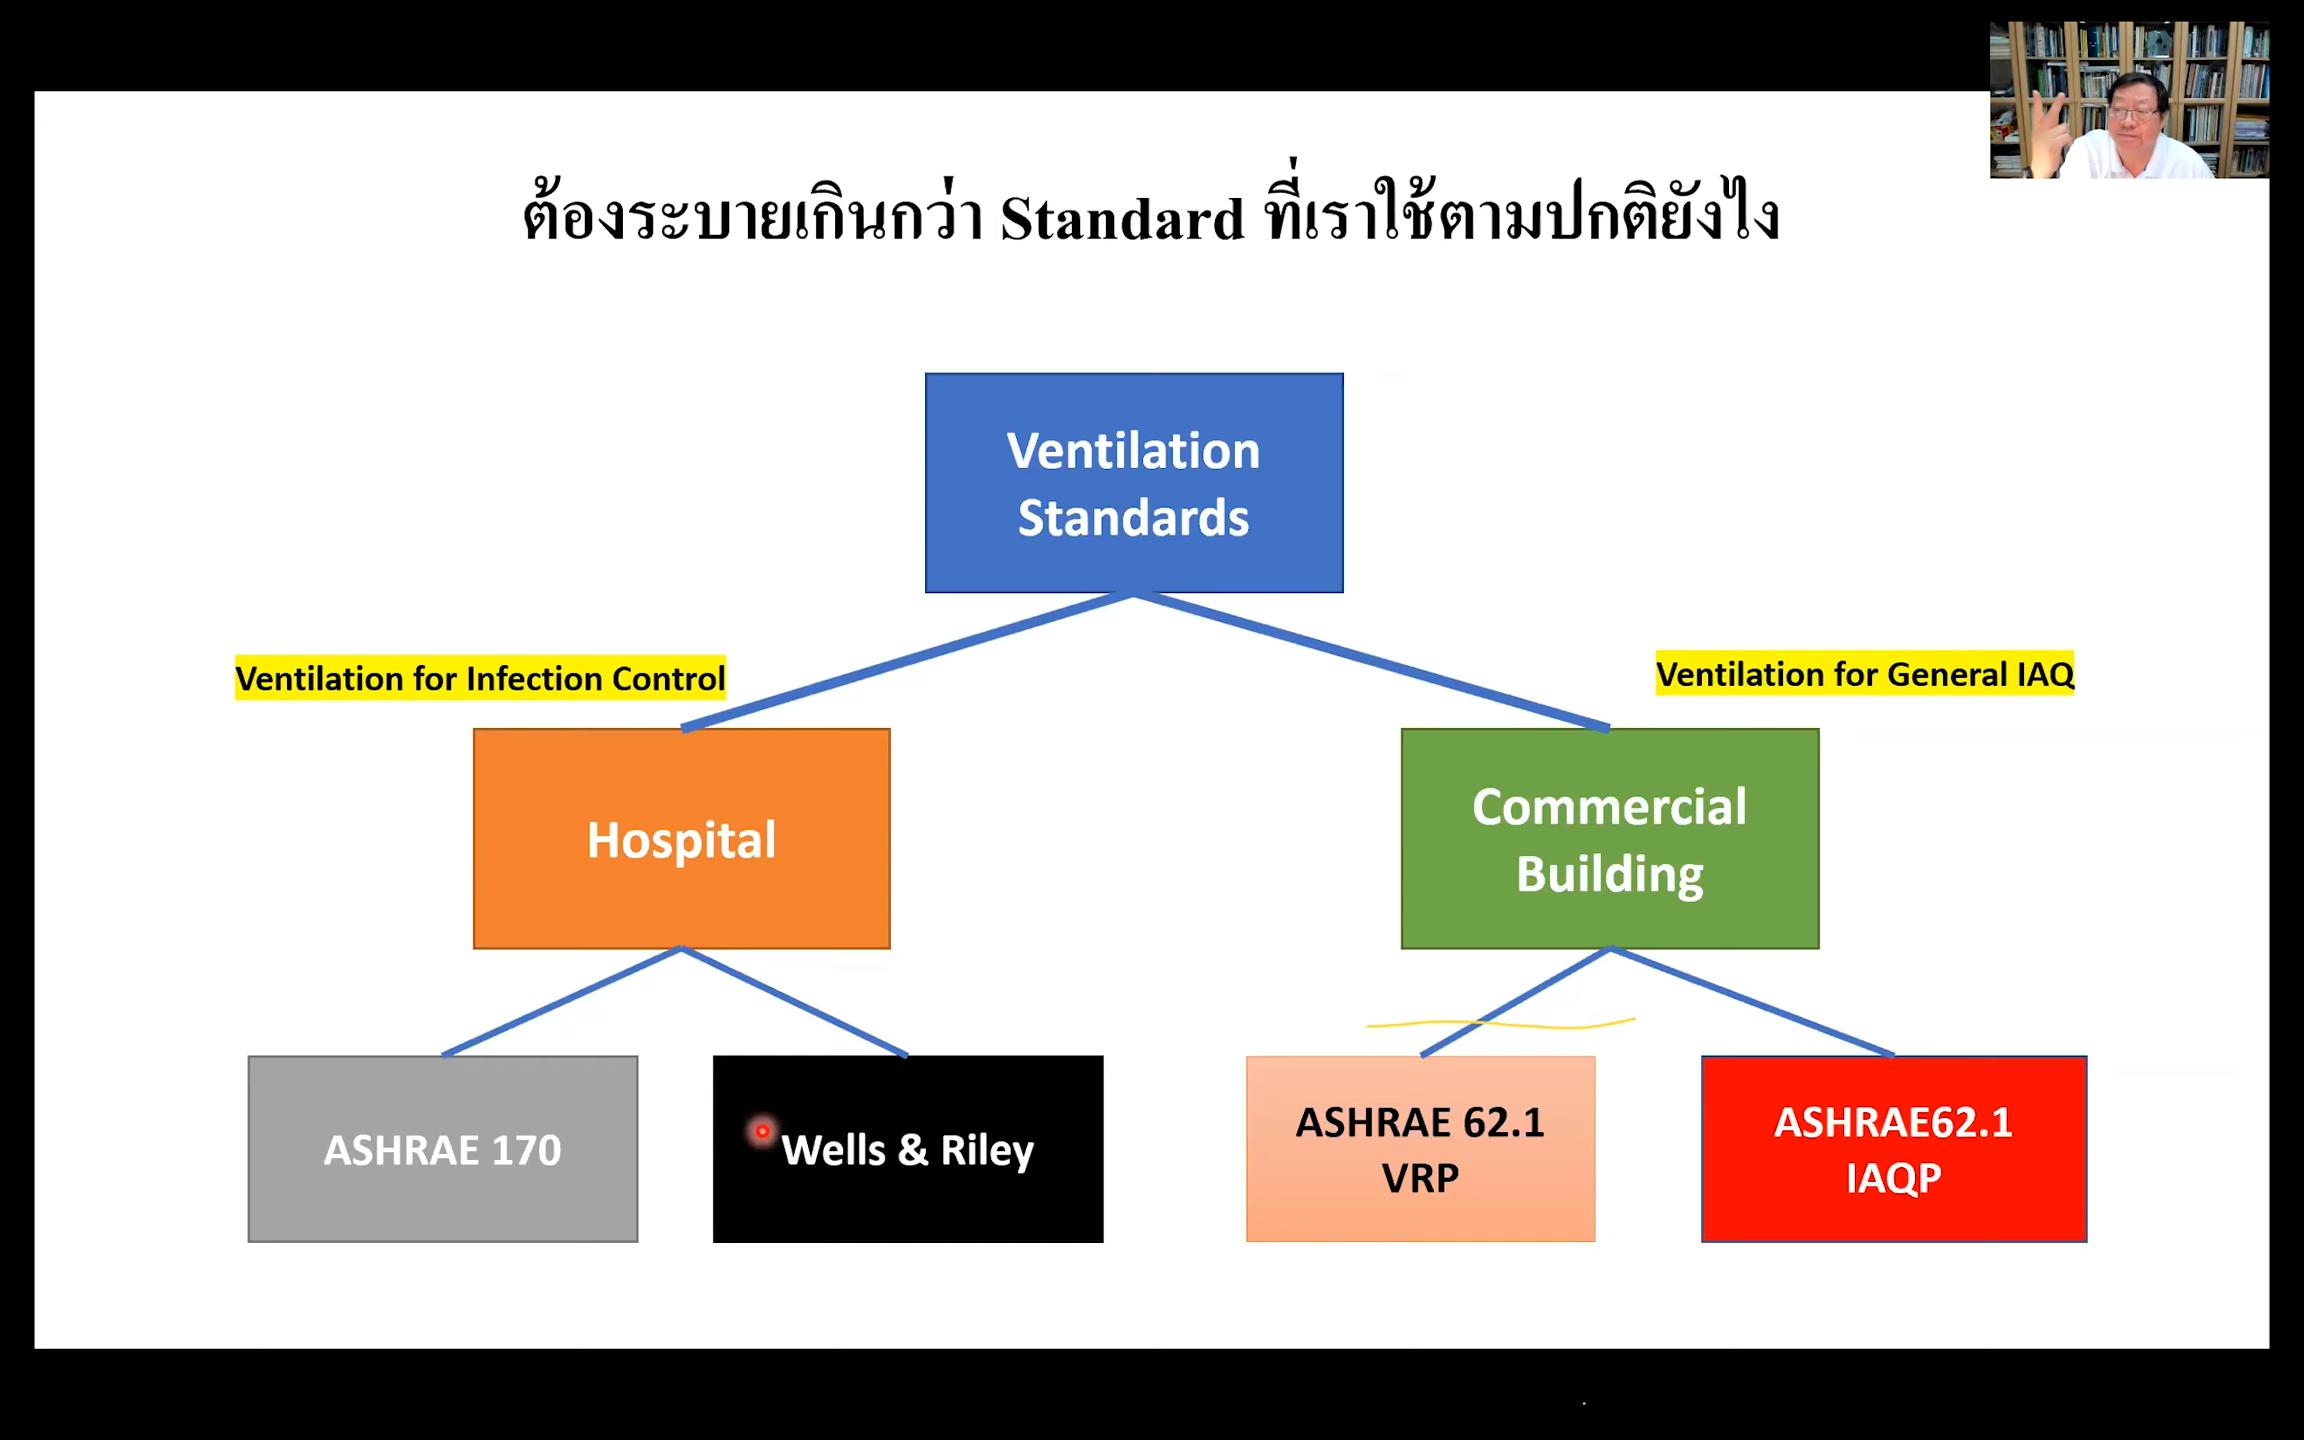 ต้องระบายเกินกว่า Standard ที่เราใช้ตามปกติยังไง
Ventilation
Standards
Ventilation for Infection Control
Ventilation for General IAQ
Hospital
Commercial
Building
ASHRAE 170
Wells & Riley
ASHRAE 62.1
VRP
ASHRAE62.1
IAQP